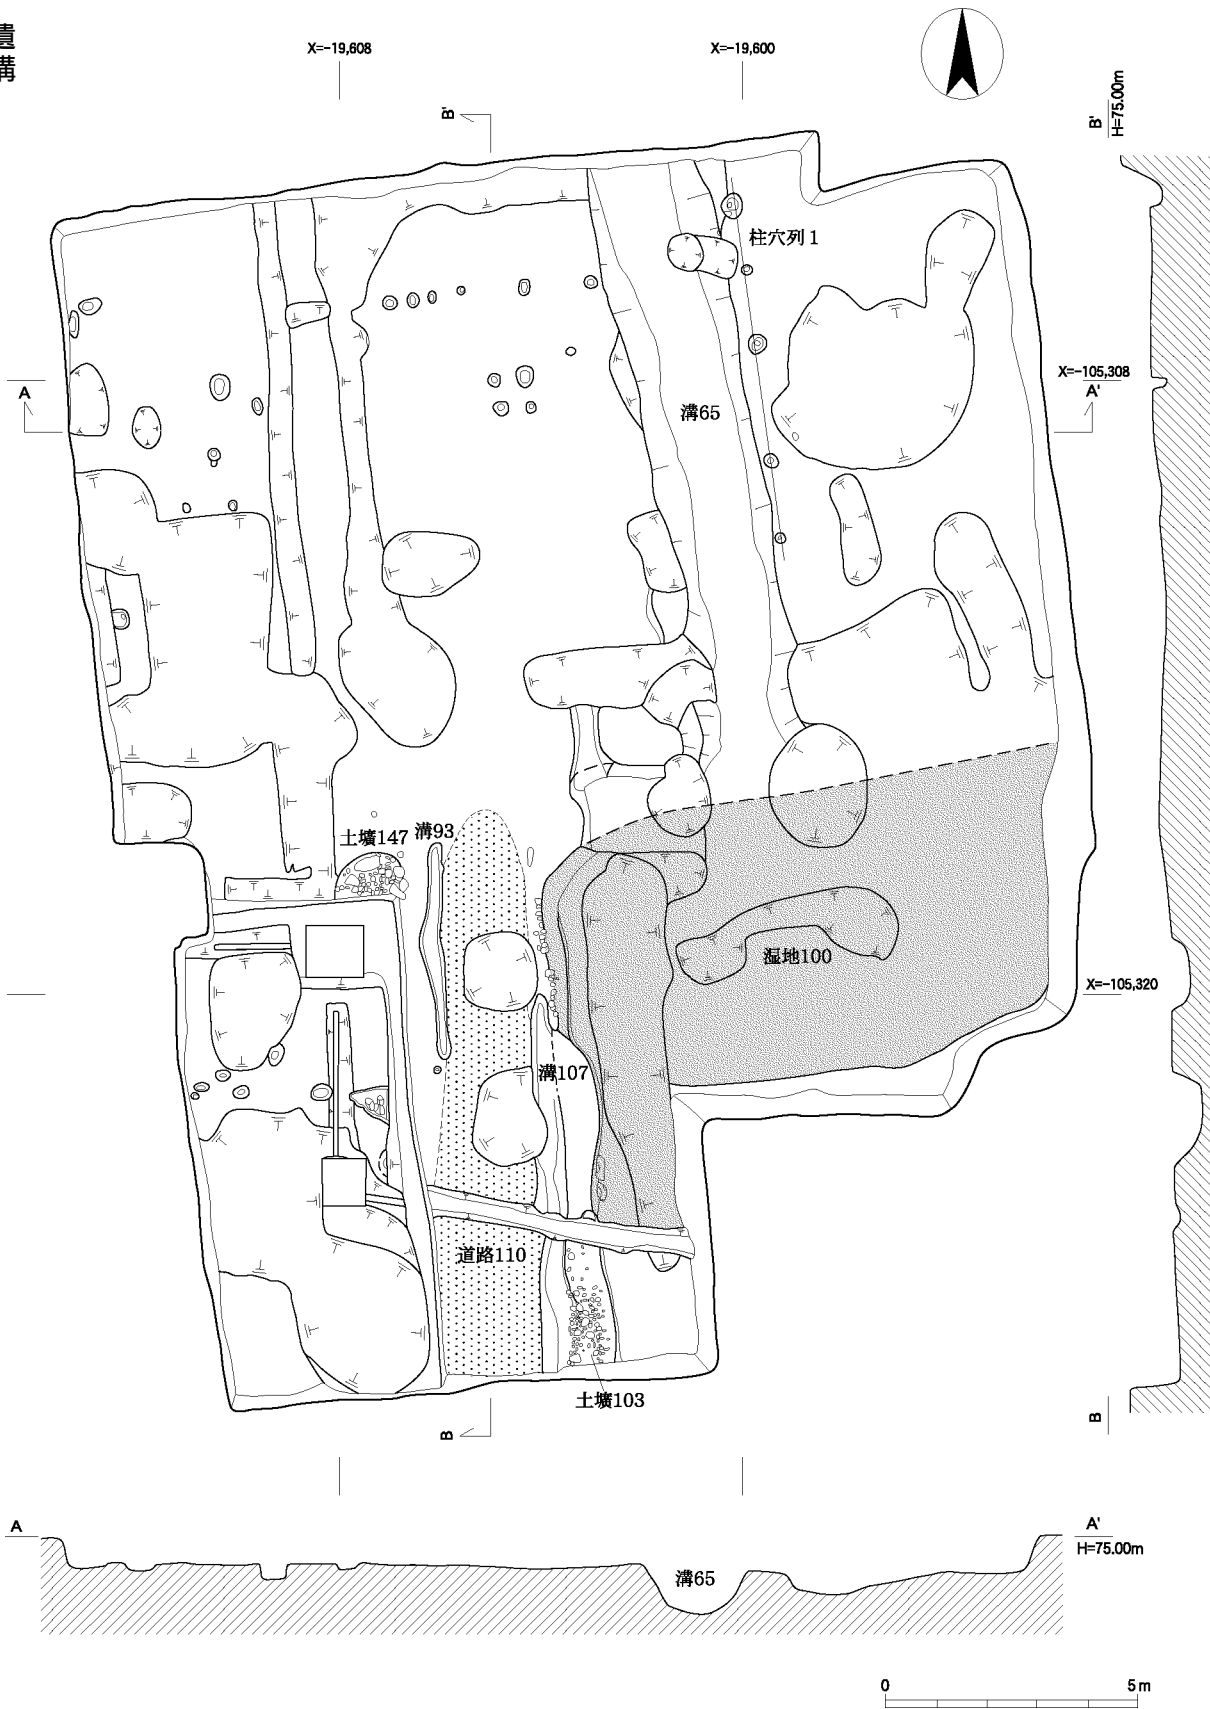 遺構
X=-19,608
X=-19,600
B'
B'
H=75.00m
柱穴列1
X=-105,308
A
A'
溝65
土壙147
溝93
湿地100
X=-105,320
溝107
道路110
土壙103
B
B
A
A'
H=75.00m
溝65
0
5m